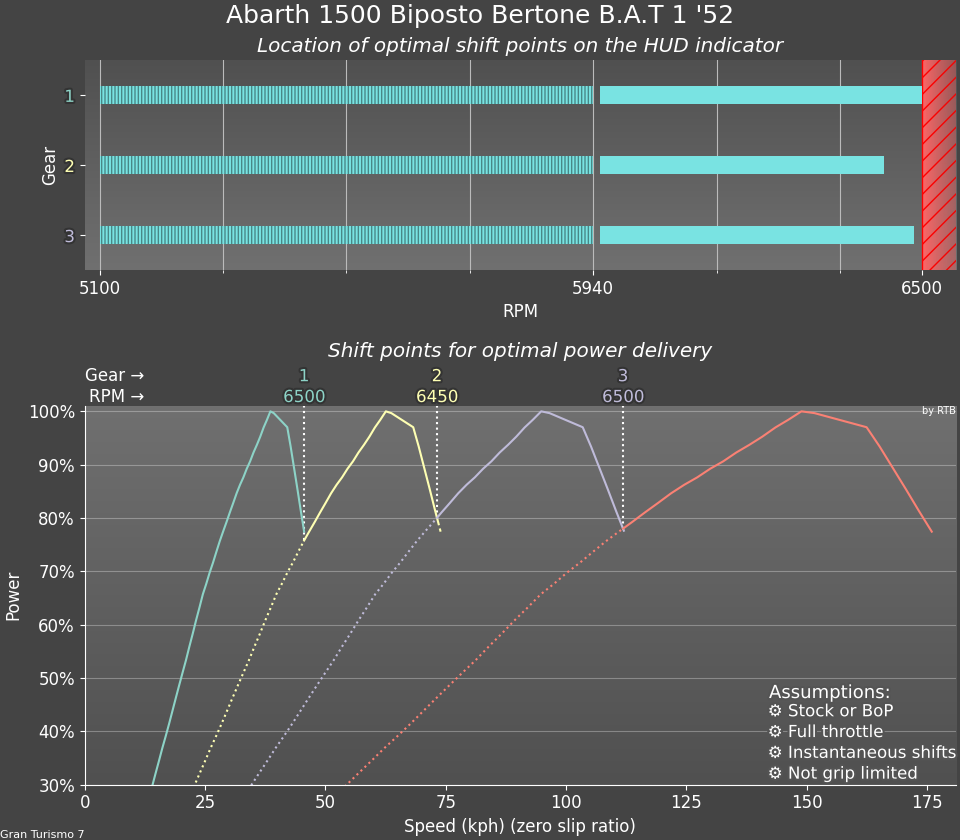 Abarth 1500 Biposto Bertone B.A.T 1 '52
Location of optimal shift points on the HUD indicator
Gear
1
2
3
5100 5940 6500
RPM
Shift points for optimal power delivery
Gear → 1 2 3
RPM → 6500 6450 6500
by RTB
100%
90%
80%
70%
60%
50%
40%
30%
Power
Assumptions:
⚙ Stock or BoP
⚙ Full throttle
⚙ Instantaneous shifts
⚙ Not grip limited
0 25 50 75 100 125 150 175
Speed (kph) (zero slip ratio)
Gran Turismo 7